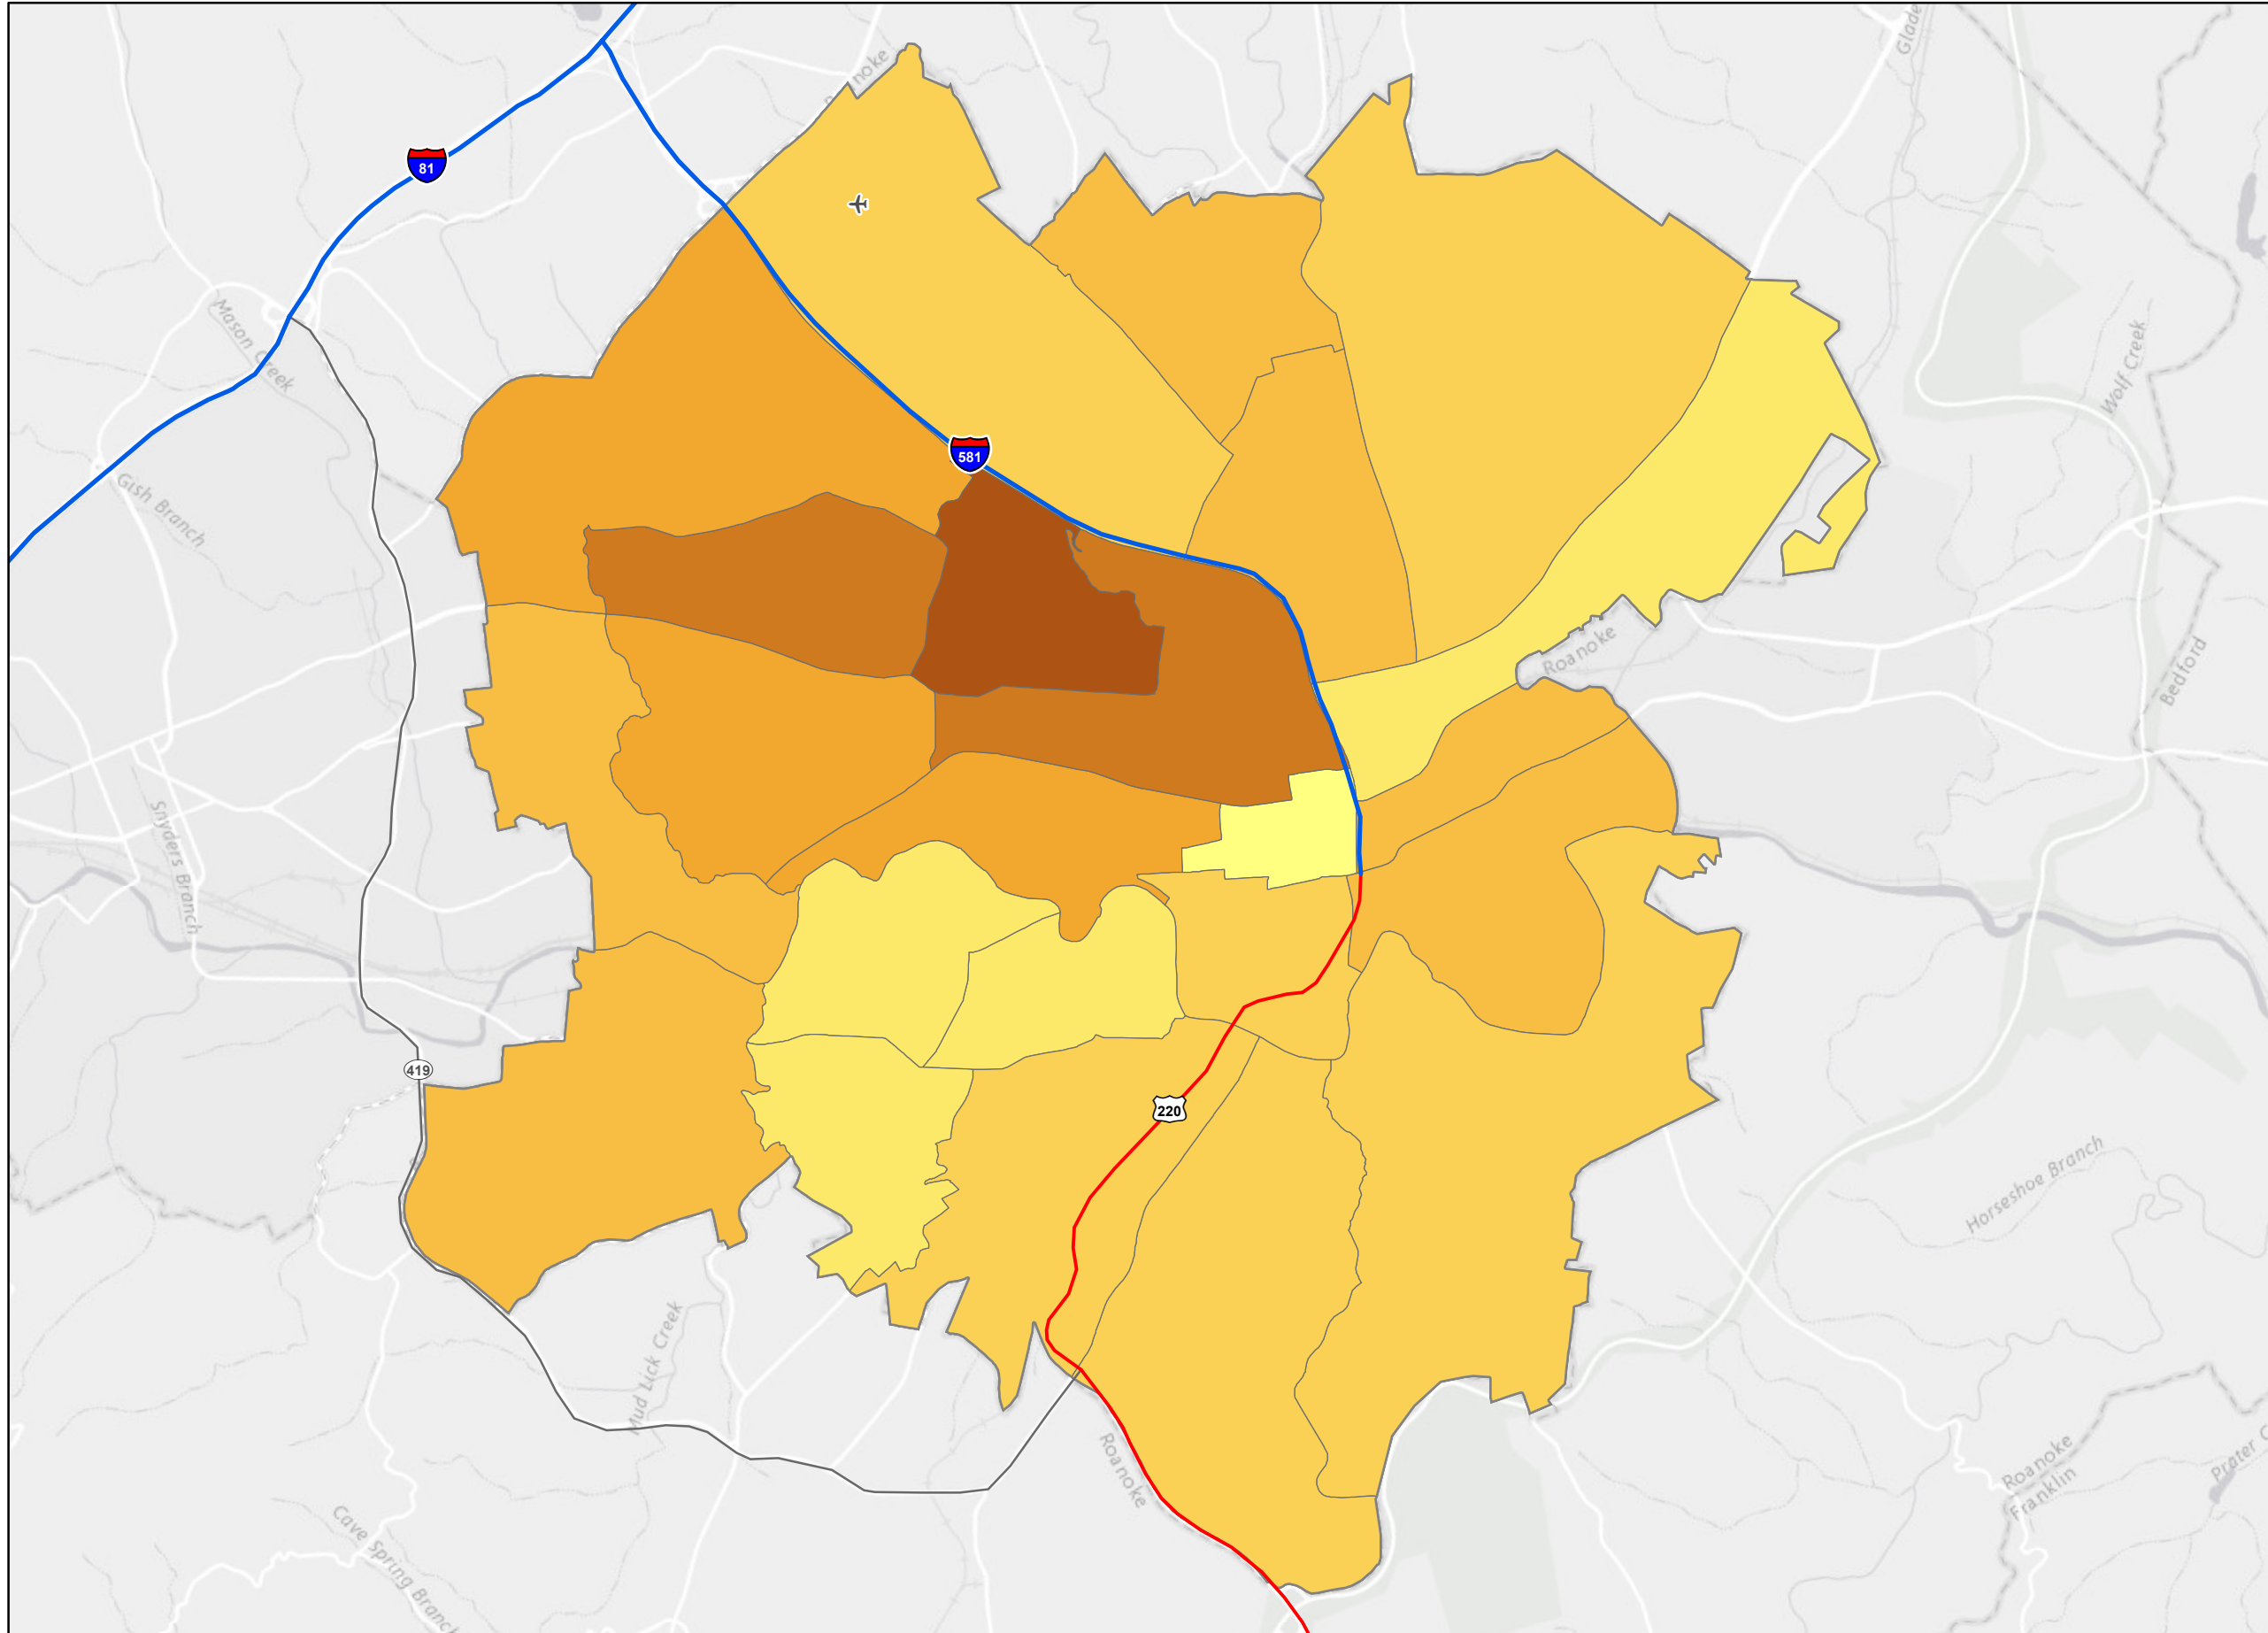 Glade
noke
81
Mason Creek
Wolf Creek
581
Gish Branch
Roanoke
Bedford
Snyders Branch
419
220
Horseshoe Branch
Mud Lick Creek
Roanoke
Roanoke
Franklin
Prater C
Cave Spring Branch